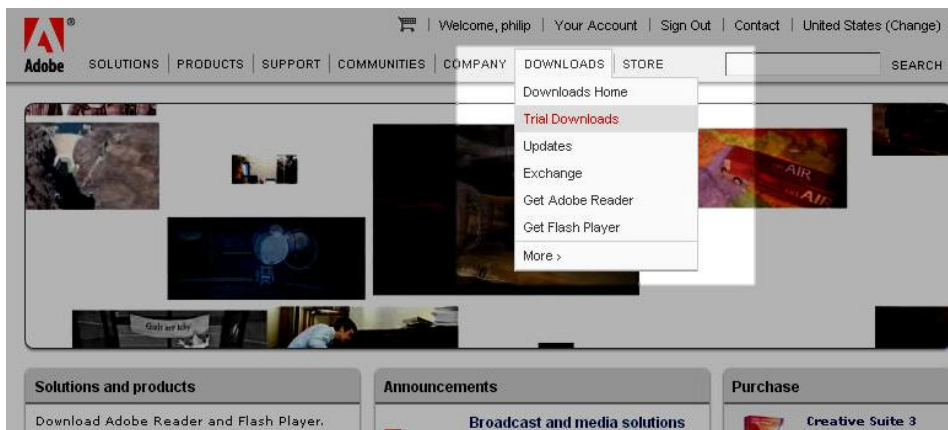 Welcome, philip | Your Account | Sign Out | Contact | United States (Change)
Adobe
SOLUTIONS | PRODUCTS | SUPPORT | COMMUNITIES | COMPANY | DOWNLOADS | STORE SEARCH
Downloads Home
Trial Downloads
Updates
Exchange
Get Adobe Reader
Get Flash Player
More ›
AIR
AIR
Solutions and products
Download Adobe Reader and Flash Player.
Announcements
Broadcast and media solutions
Purchase
Creative Suite 3